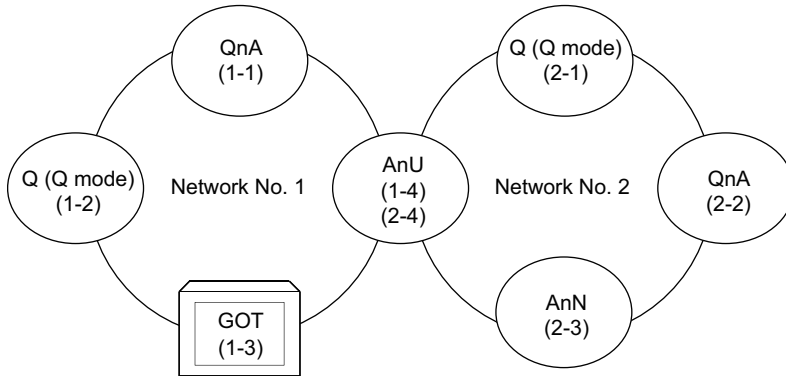 QnA
(1-1)
Q (Q mode)
(2-1)
Q (Q mode)
(1-2)
Network No. 1
AnU
(1-4)
(2-4)
Network No. 2
QnA
(2-2)
GOT
(1-3)
AnN
(2-3)